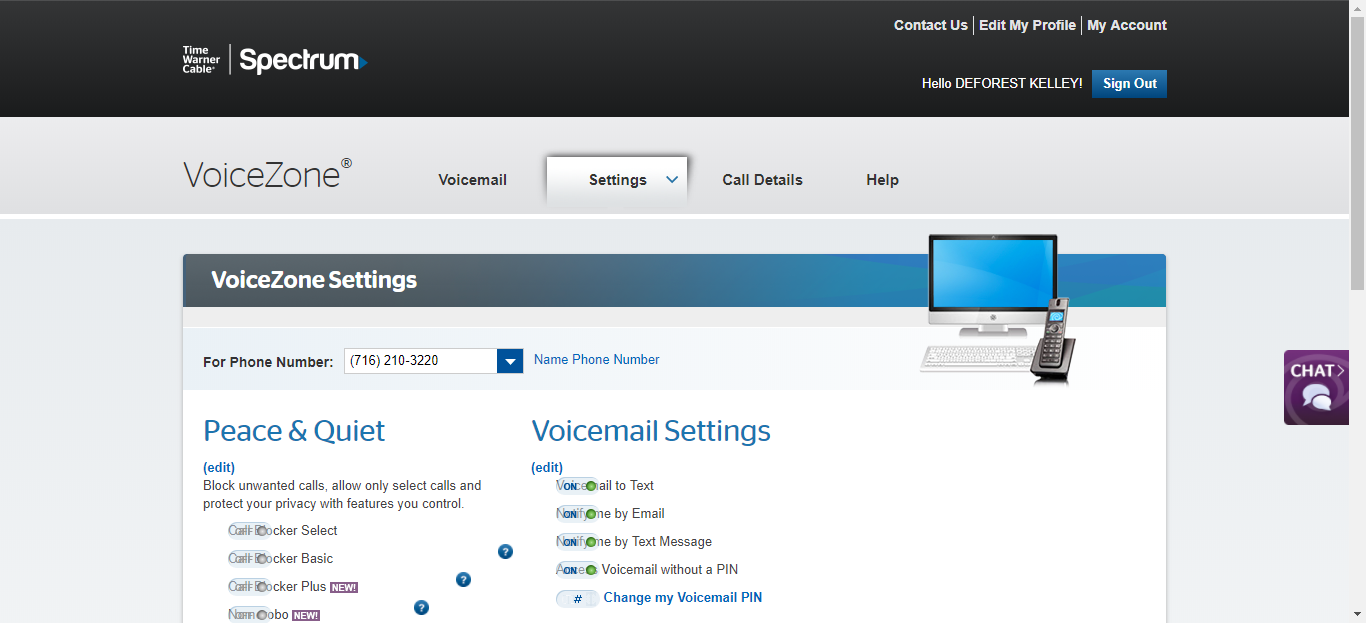 Contact Us | Edit My Profile | My Account
Time
Warner
Cable
Spectrum
Hello DEFOREST KELLEY!
Sign Out
VoiceZone®
Voicemail
Settings
Call Details
Help
VoiceZone Settings
For Phone Number:
(716) 210-3220
Name Phone Number
CHAT
Peace & Quiet
(edit)
Block unwanted calls, allow only select calls and
protect your privacy with features you control.
OFF Call Blocker Select
OFF Call Blocker Basic
?
OFF Call Blocker Plus NEW!
?
OFF Nomorobo NEW!
?
Voicemail Settings
(edit)
ON Voicemail to Text
ON Notify me by Email
ON Notify me by Text Message
ON Access Voicemail without a PIN
# Change my Voicemail PIN